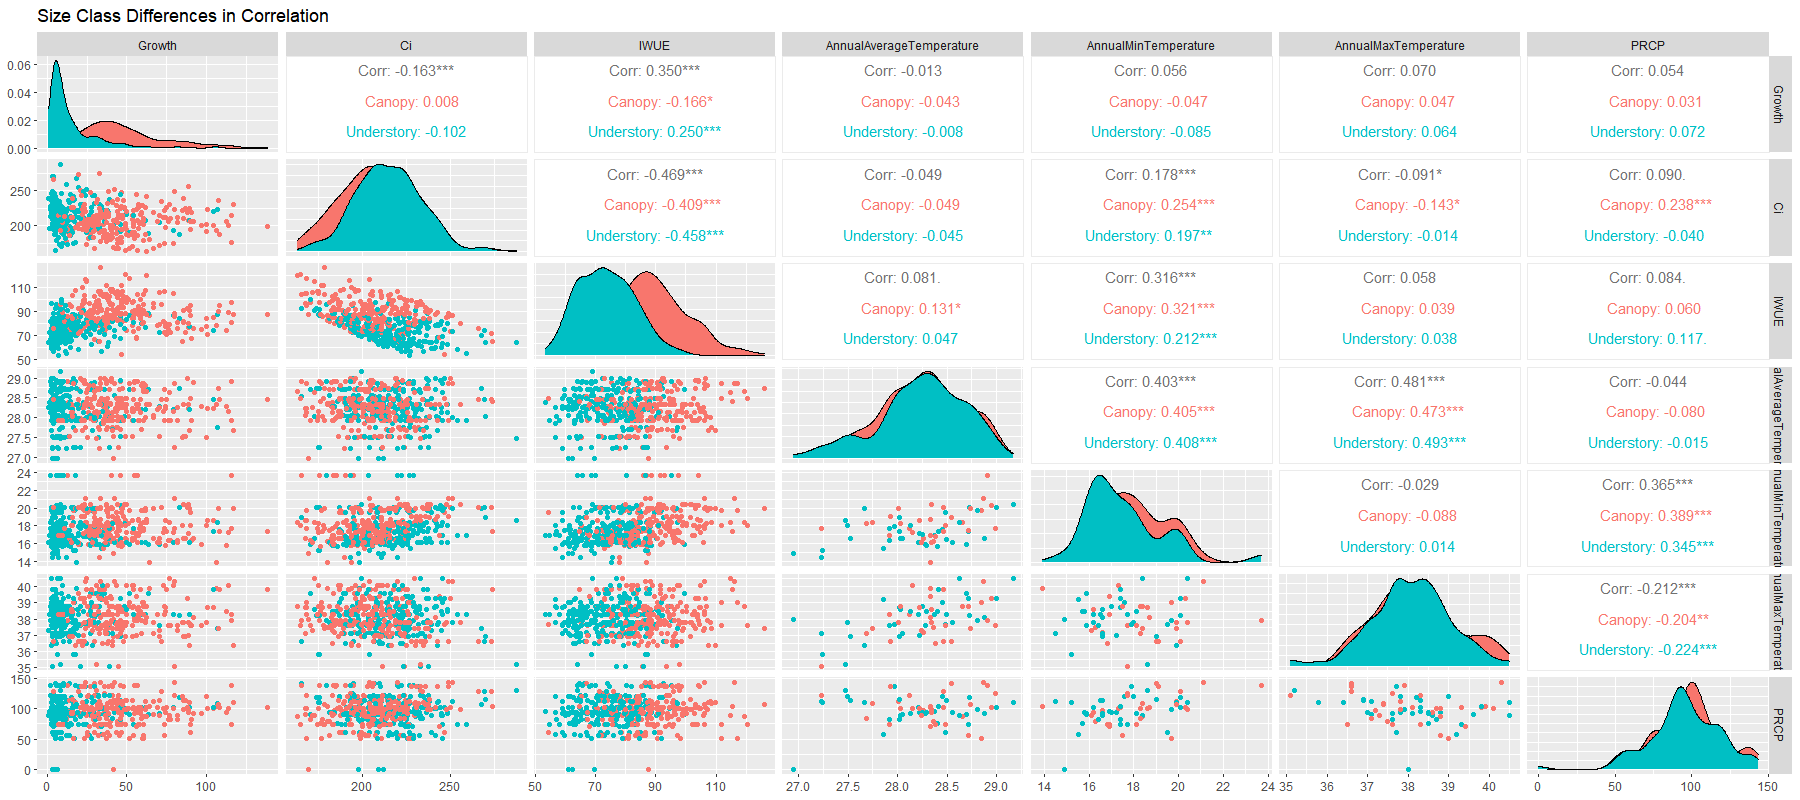 Size Class Differences in Correlation
Growth Ci IWUE AnnualAverageTemperature AnnualMinTemperature AnnualMaxTemperature PRCP
0.06 Corr: -0.163*** Corr: 0.350*** Corr: -0.013 Corr: 0.056 Corr: 0.070 Corr: 0.054 Growth
0.04 Canopy: 0.008 Canopy: -0.166* Canopy: -0.043 Canopy: -0.047 Canopy: 0.047 Canopy: 0.031
0.02 Understory: -0.102 Understory: 0.250*** Understory: -0.008 Understory: -0.085 Understory: 0.064 Understory: 0.072
0.00
Corr: -0.469*** Corr: -0.049 Corr: 0.178*** Corr: -0.091* Corr: 0.090. Ci
250 Canopy: -0.409*** Canopy: -0.049 Canopy: 0.254*** Canopy: -0.143* Canopy: 0.238***
200 Understory: -0.458*** Understory: -0.045 Understory: 0.197** Understory: -0.014 Understory: -0.040
Corr: 0.081. Corr: 0.316*** Corr: 0.058 Corr: 0.084. IWUE
110 Canopy: 0.131* Canopy: 0.321*** Canopy: 0.039 Canopy: 0.060
90 Understory: 0.047 Understory: 0.212*** Understory: 0.038 Understory: 0.117.
70
50
29.0 Corr: 0.403*** Corr: 0.481*** Corr: -0.044 alAverageTemper
28.5 Canopy: 0.405*** Canopy: 0.473*** Canopy: -0.080
28.0 Understory: 0.408*** Understory: 0.493*** Understory: -0.015
27.5
27.0
24 Corr: -0.029 Corr: 0.365*** nualMinTemperat
22 Canopy: -0.088 Canopy: 0.389***
20 Understory: 0.014 Understory: 0.345***
18
16
14
40 Corr: -0.212*** nualMaxTemperat
39 Canopy: -0.204**
38 Understory: -0.224***
37
36
35
150 PRCP
100
50
0
0 50 100 200 250 50 70 90 110 27.0 27.5 28.0 28.5 29.0 14 16 18 20 22 24 35 36 37 38 39 40 0 50 100 150